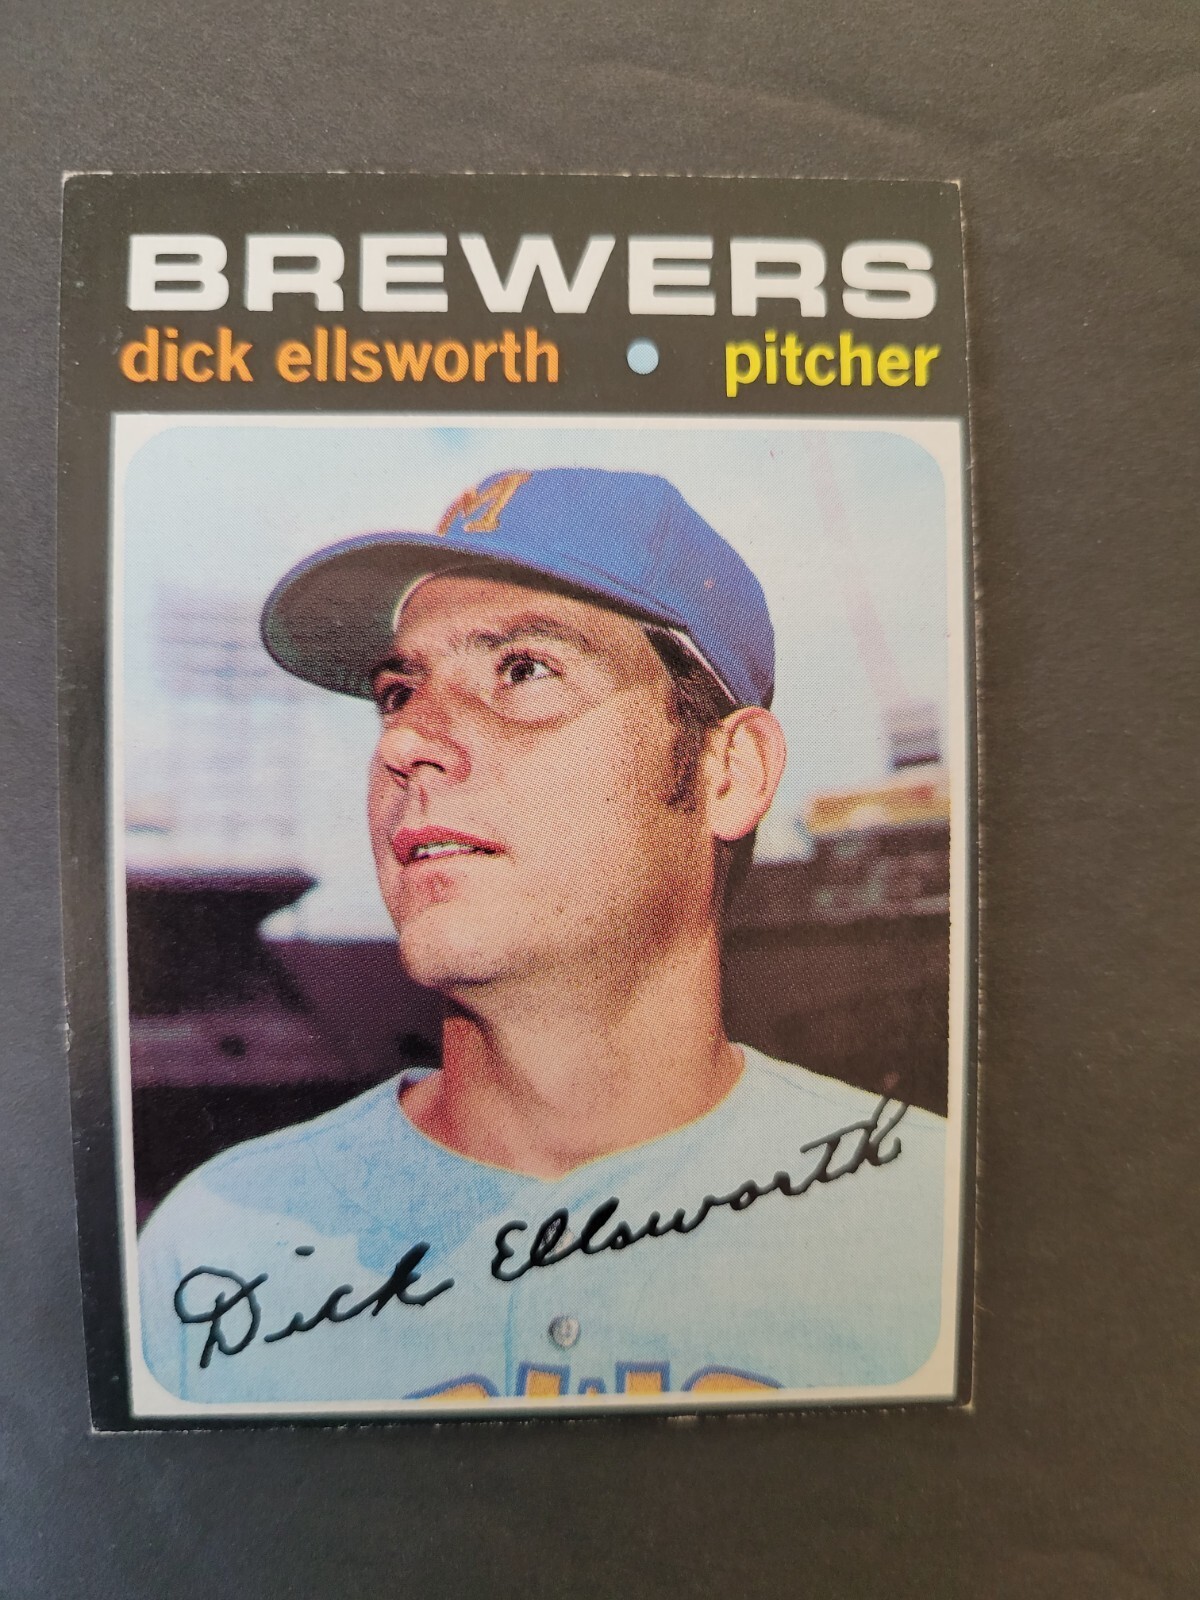 BREWERS
dick ellsworth • pitcher
M
Dick Ellsworth